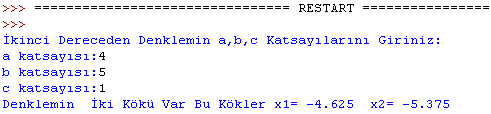 >>> ================================ RESTART ================
>>>
İkinci Dereceden Denklemin a,b,c Katsayılarını Giriniz:
a katsayısı:4
b katsayısı:5
c katsayısı:1
Denklemin  İki Kökü Var Bu Kökler x1= -4.625  x2= -5.375